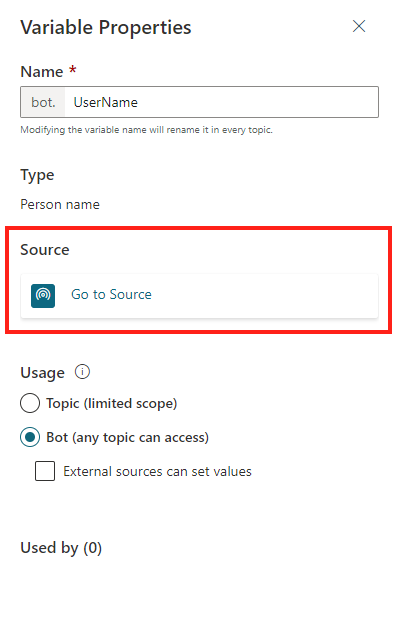 Variable Properties
Name *
bot. UserName
Modifying the variable name will rename it in every topic.
Type
Person name
Source
Go to Source
Usage
Topic (limited scope)
Bot (any topic can access)
External sources can set values
Used by (0)